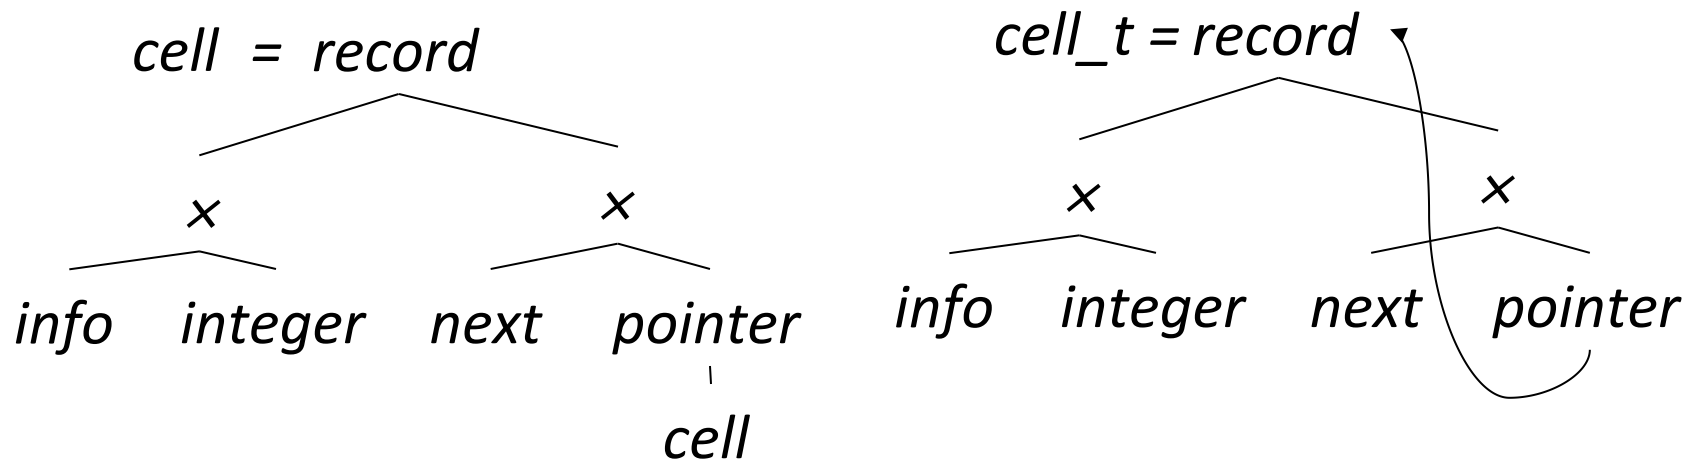 cell = record
×
×
info integer next pointer
cell
cell_t = record
×
×
info integer next pointer